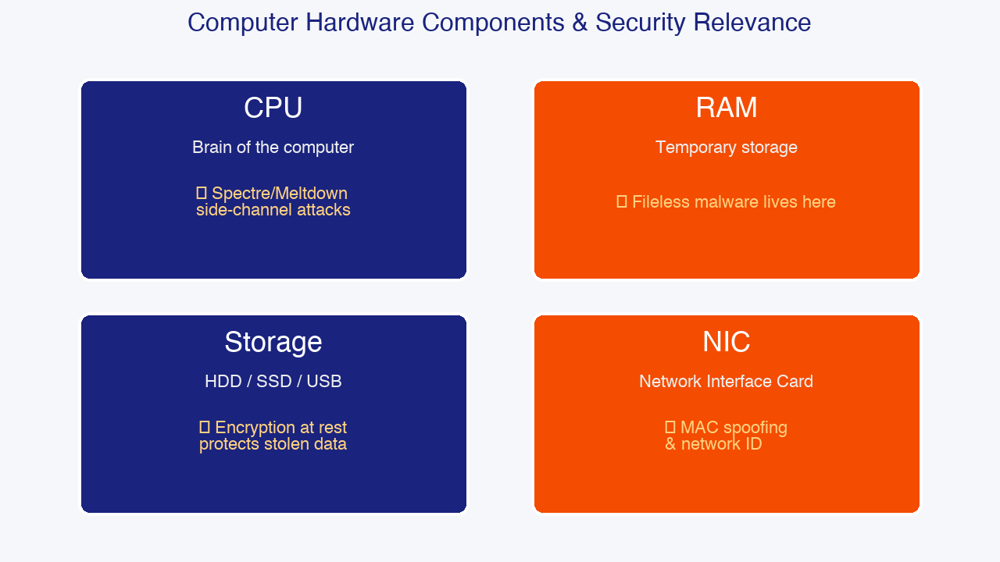 Computer Hardware Components & Security Relevance
CPU
Brain of the computer
▯ Spectre/Meltdown
side-channel attacks
RAM
Temporary storage
▯ Fileless malware lives here
Storage
HDD / SSD / USB
▯ Encryption at rest
protects stolen data
NIC
Network Interface Card
▯ MAC spoofing
& network ID